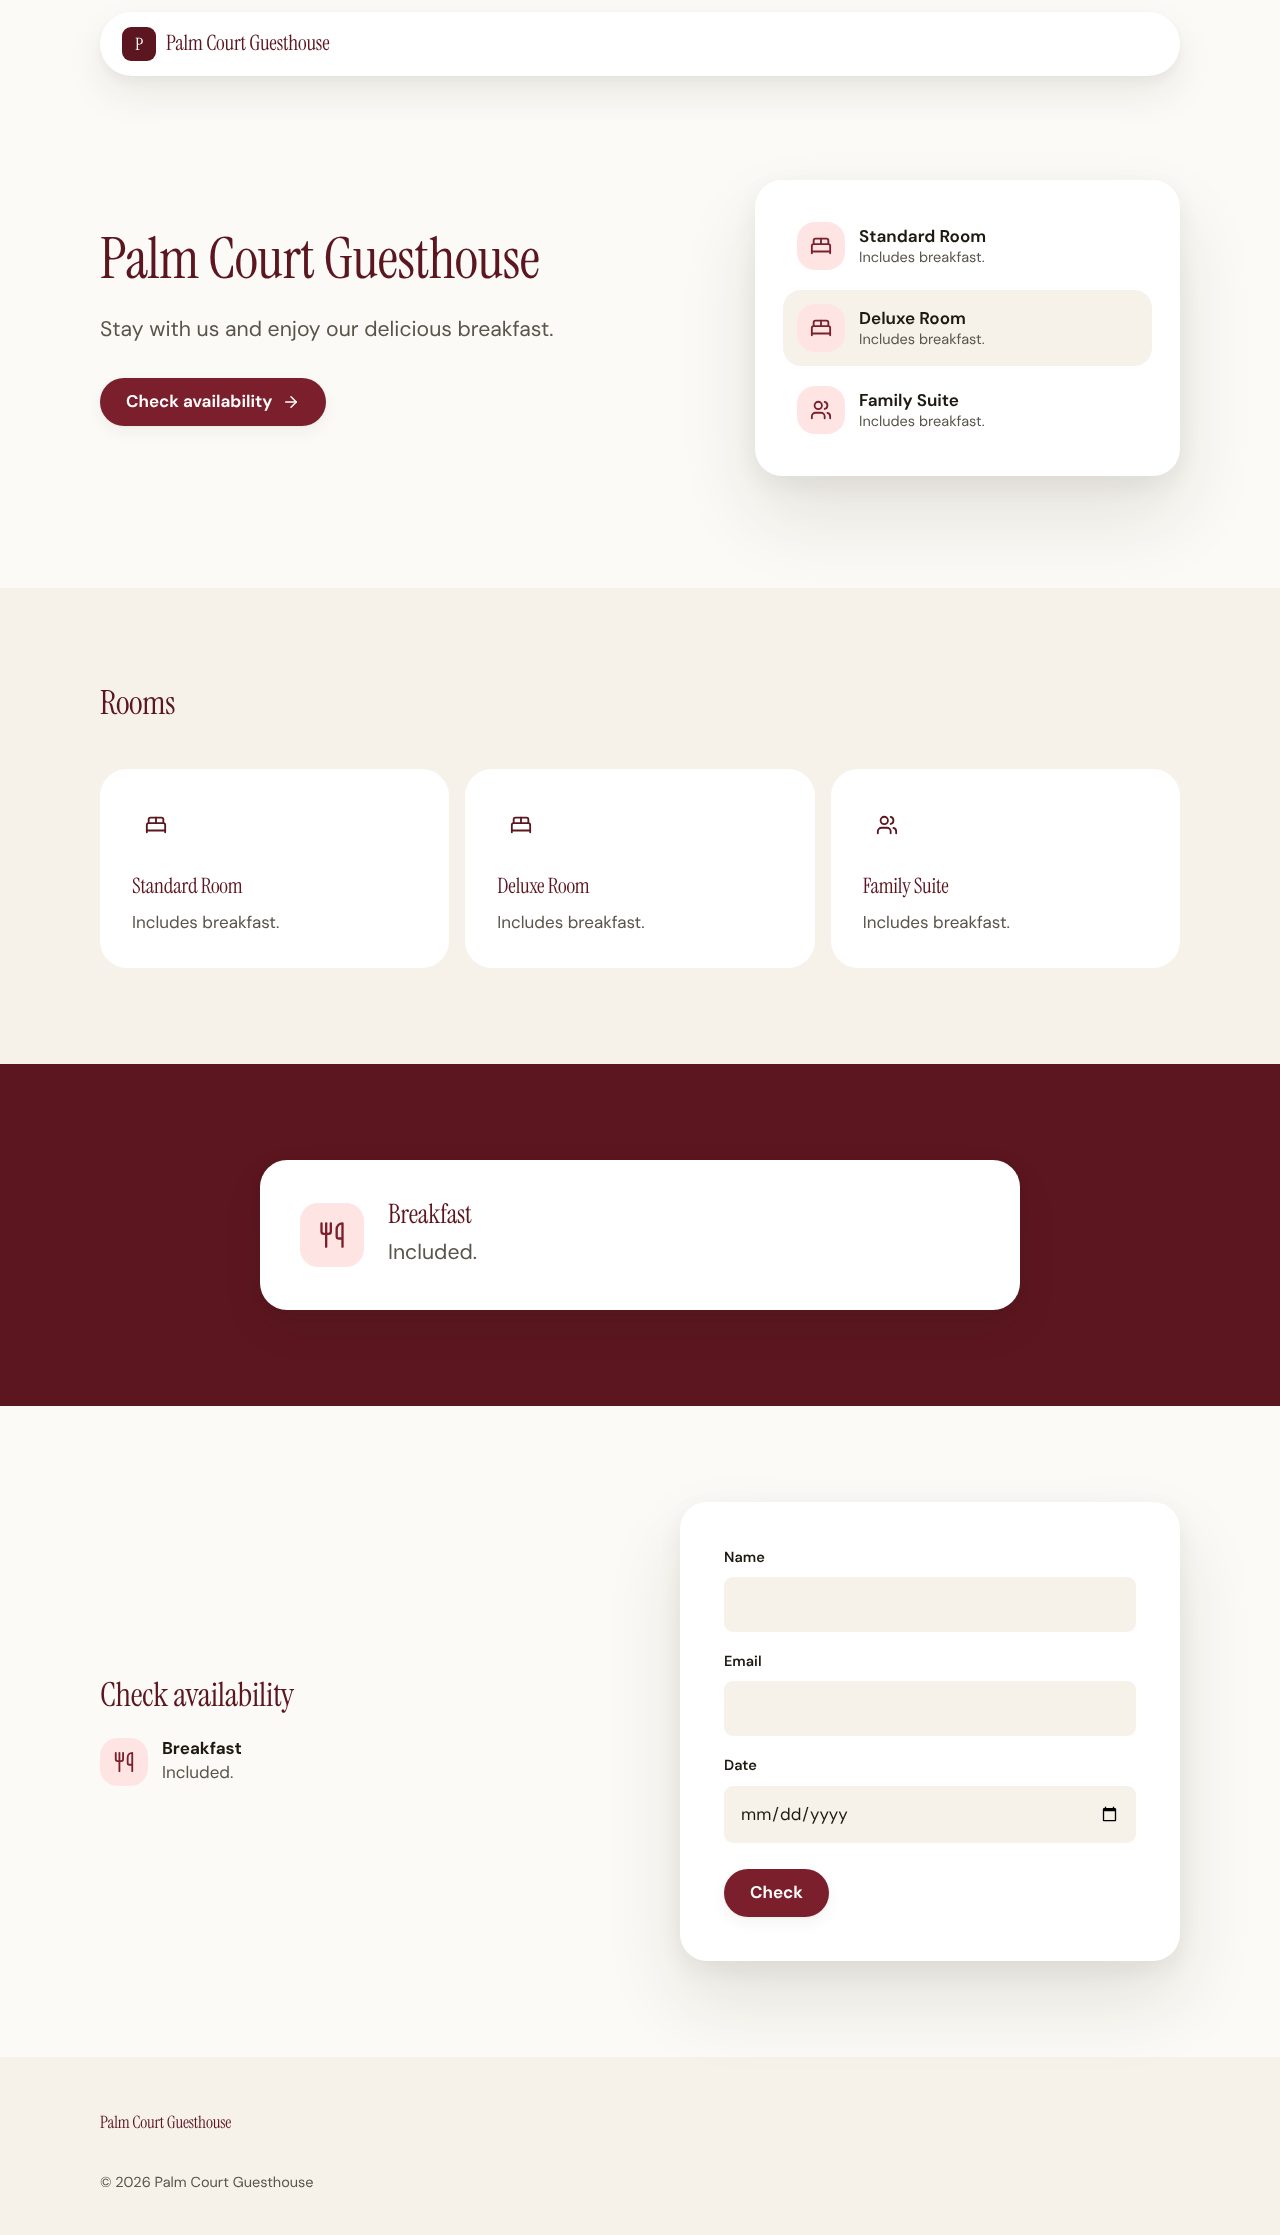 P
Palm Court Guesthouse
Palm Court Guesthouse
Stay with us and enjoy our delicious breakfast.
Check availability
Standard Room
Includes breakfast.
Deluxe Room
Includes breakfast.
Family Suite
Includes breakfast.
Rooms
Standard Room
Includes breakfast.
Deluxe Room
Includes breakfast.
Family Suite
Includes breakfast.
Breakfast
Included.
Check availability
Breakfast
Included.
Name
Email
Date
mm/dd/yyyy
Check
Palm Court Guesthouse
© 2026 Palm Court Guesthouse